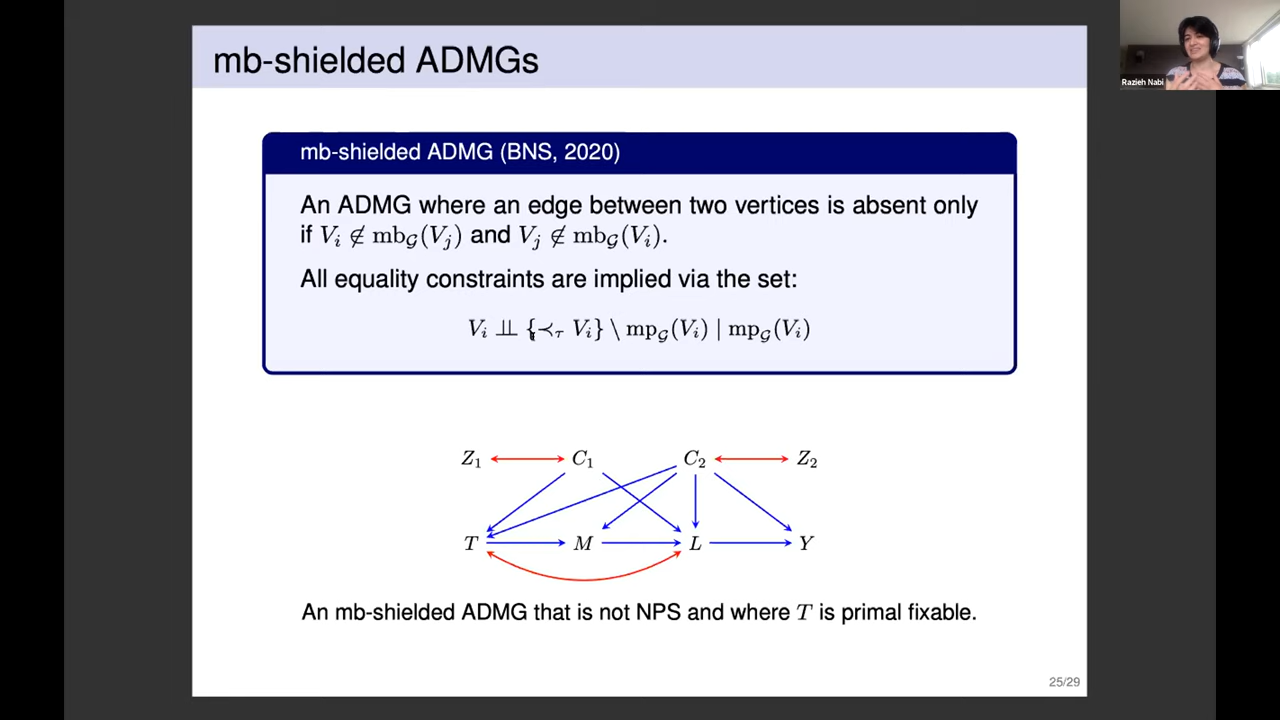 mb-shielded ADMGs
Razieh Nabi
mb-shielded ADMG (BNS, 2020)
An ADMG where an edge between two vertices is absent only
if V_i ∉ mb_𝒢(V_j) and V_j ∉ mb_𝒢(V_i).
All equality constraints are implied via the set:
V_i ⫫ {≺_τ V_i} \ mp_𝒢(V_i) | mp_𝒢(V_i)
Z_1 C_1 C_2 Z_2
T M L Y
An mb-shielded ADMG that is not NPS and where T is primal fixable.
25/29